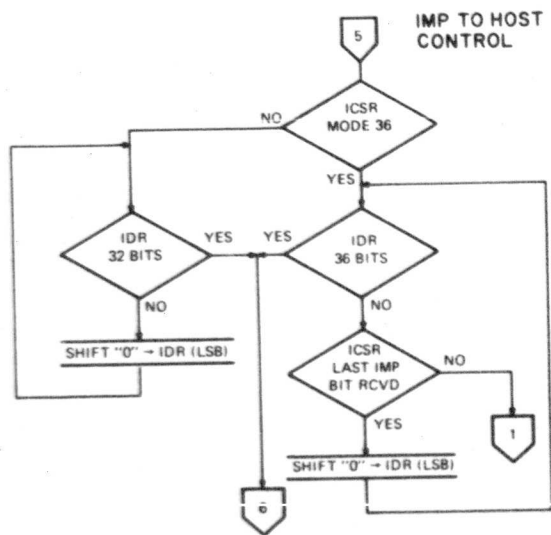 5
IMP TO HOST
CONTROL
ICSR
MODE 36
NO
YES
IDR
32 BITS
YES
YES
IDR
36 BITS
NO
NO
SHIFT "0" → IDR (LSB)
ICSR
LAST IMP
BIT RCVD
NO
YES
1
SHIFT "0" → IDR (LSB)
6